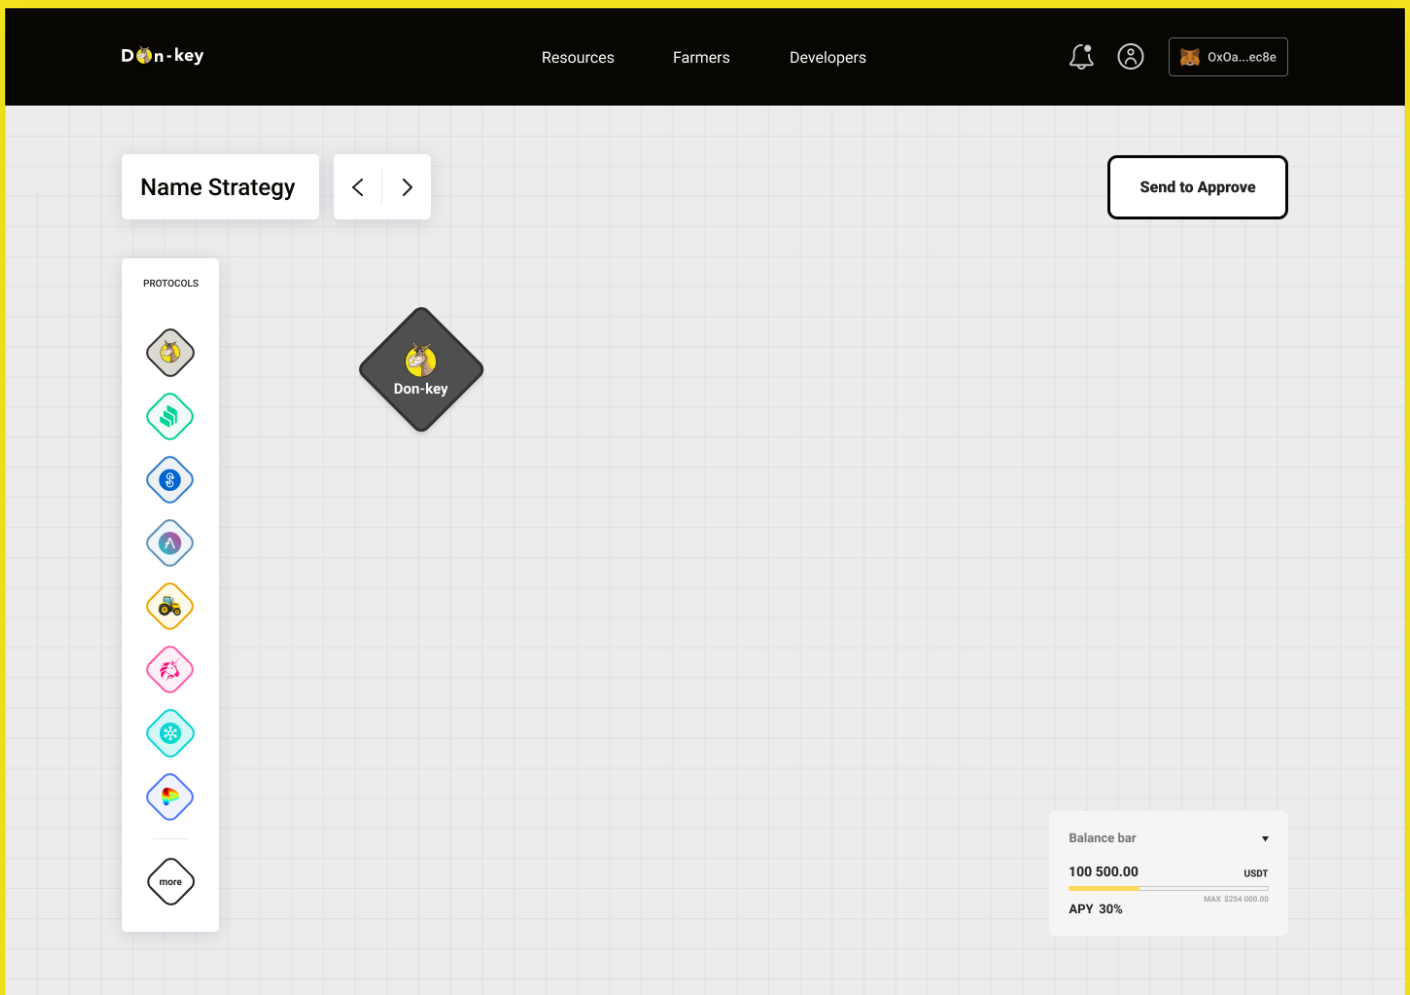 Don-key
Resources
Farmers
Developers
0x0a...ec8e
Name Strategy
Send to Approve
PROTOCOLS
Don-key
more
Balance bar
100 500.00
USDT
MAX $254 000.00
APY 30%